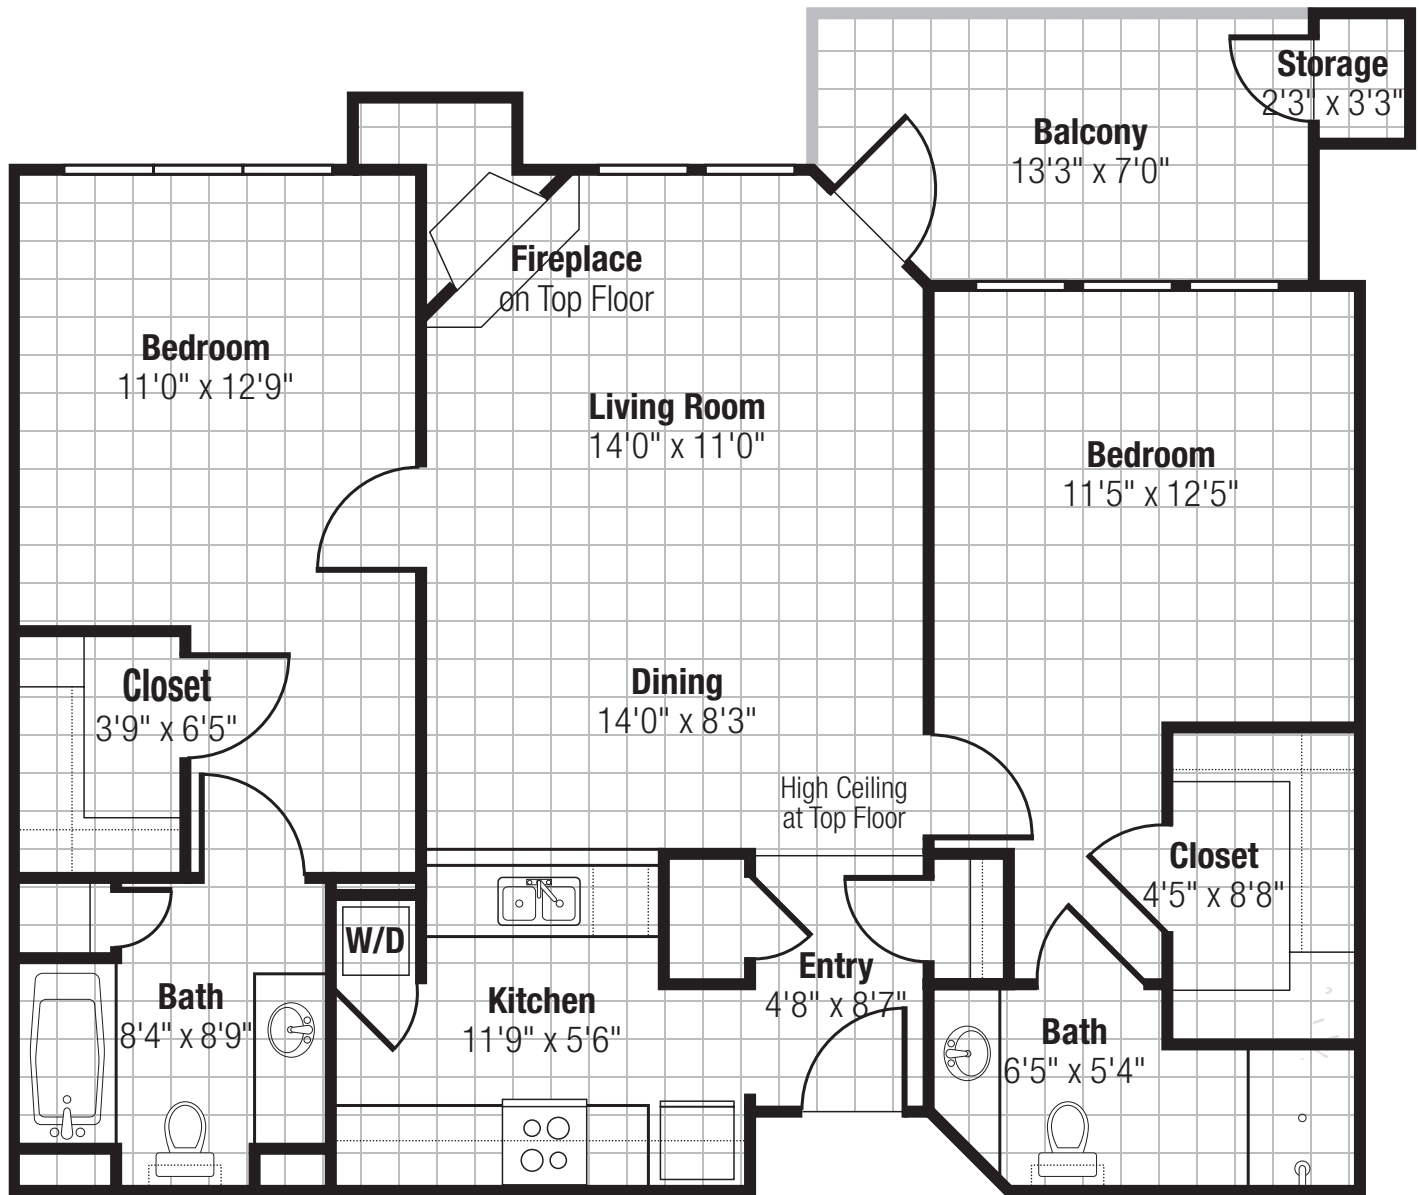 Storage
2'3" x 3'3"
Balcony
13'3" x 7'0"
Fireplace
on Top Floor
Bedroom
11'0" x 12'9"
Living Room
14'0" x 11'0"
Bedroom
11'5" x 12'5"
Closet
3'9" x 6'5"
Dining
14'0" x 8'3"
High Ceiling
at Top Floor
Closet
4'5" x 8'8"
W/D
Entry
4'8" x 8'7"
Bath
8'4" x 8'9"
Kitchen
11'9" x 5'6"
Bath
6'5" x 5'4"